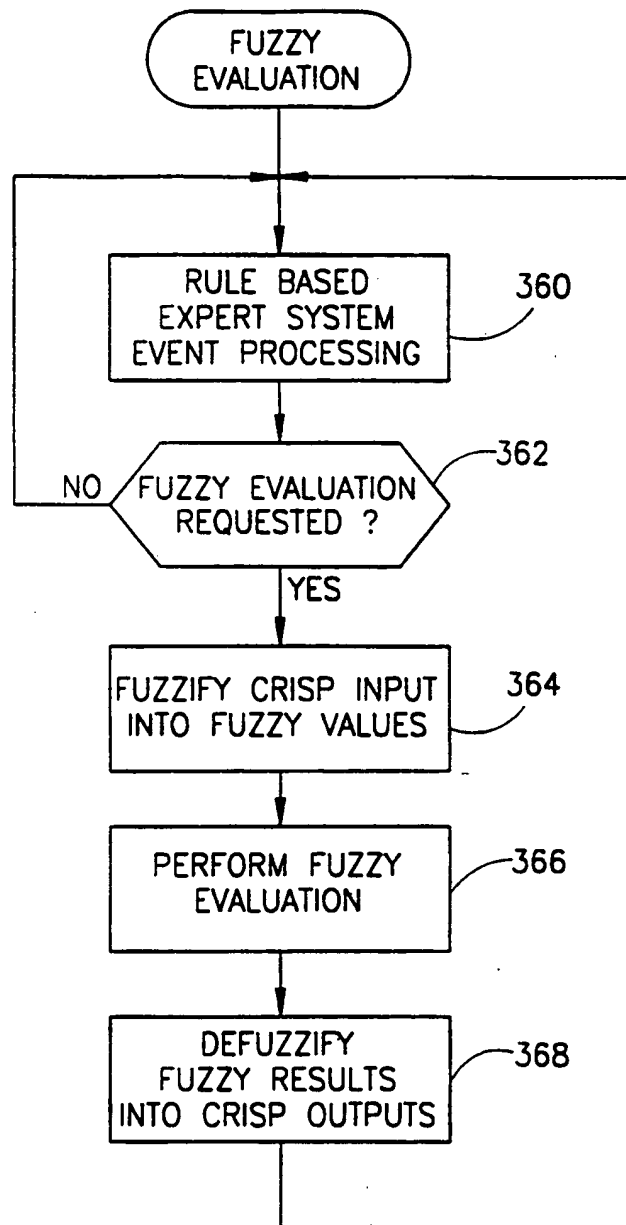 FUZZY
EVALUATION
RULE BASED
EXPERT SYSTEM
EVENT PROCESSING
360
FUZZY EVALUATION
REQUESTED ?
362
NO
YES
FUZZIFY CRISP INPUT
INTO FUZZY VALUES
364
PERFORM FUZZY
EVALUATION
366
DEFUZZIFY
FUZZY RESULTS
INTO CRISP OUTPUTS
368